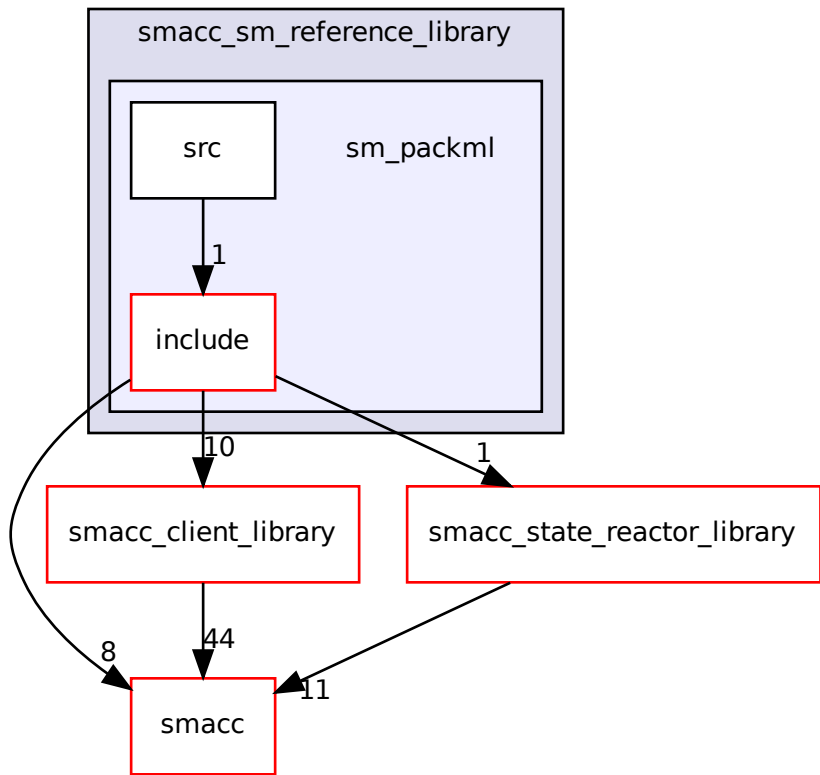 smacc_sm_reference_library
src
sm_packml
1
include
10
1
smacc_client_library
smacc_state_reactor_library
8
44
11
smacc